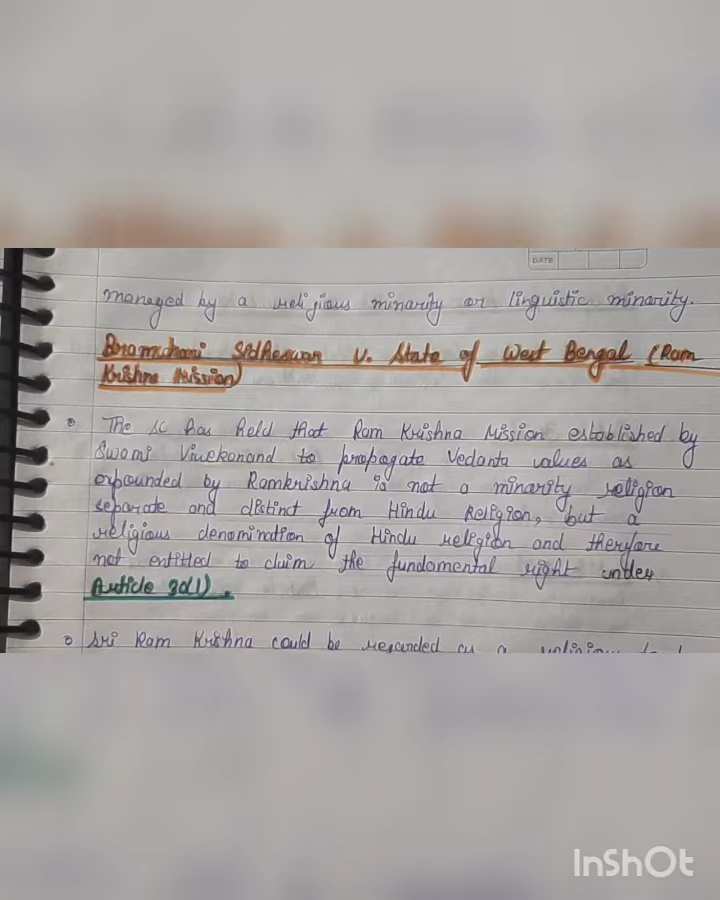 DATE
managed by a religious minority or linguistic minority.
Bramchari Sidheswar V. State of West Bengal (Ram
Krishna Mission)
The SC has held that Ram Krishna Mission established by
Swami Vivekanand to propagate Vedanta values as
expounded by Ramkrishna is not a minarity religion
separate and distinct from Hindu Religion, but a
religious denomination of Hindu religion and therefore
not entitled to claim the fundamental right under
Article 30(1).
Sri Ram Krishna could be regarded as a
InShOt